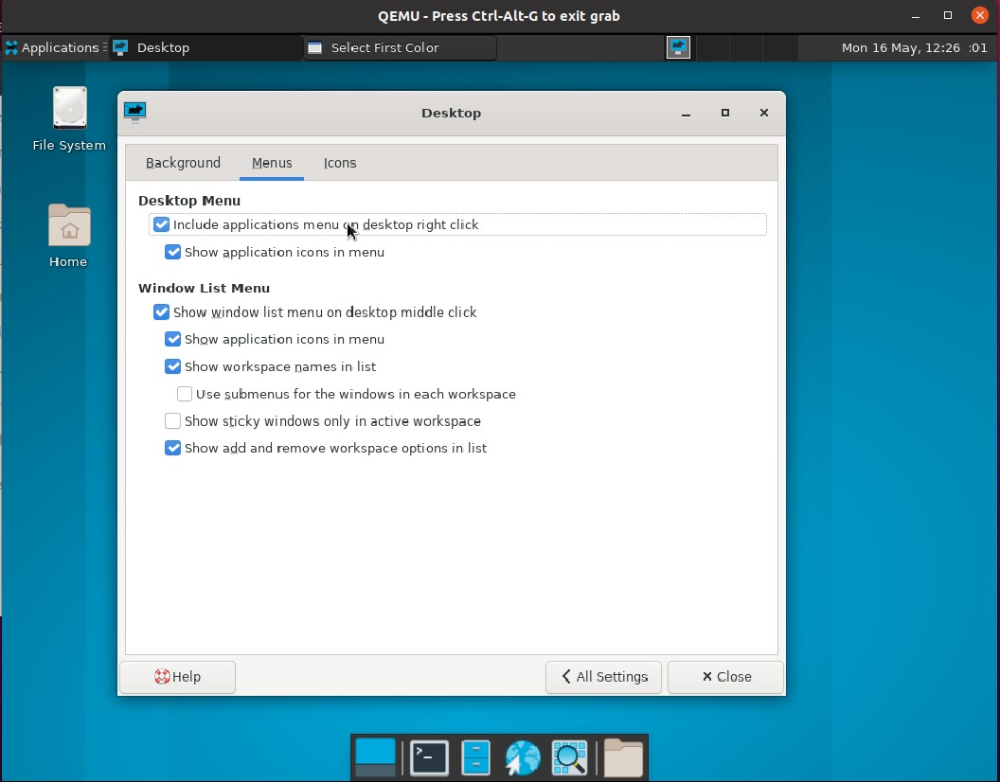 QEMU - Press Ctrl-Alt-G to exit grab
Applications
Desktop
Select First Color
Mon 16 May, 12:26 :01
File System
Home
Desktop
Background
Menus
Icons
Desktop Menu
Include applications menu on desktop right click
Show application icons in menu
Window List Menu
Show window list menu on desktop middle click
Show application icons in menu
Show workspace names in list
Use submenus for the windows in each workspace
Show sticky windows only in active workspace
Show add and remove workspace options in list
Help
All Settings
Close